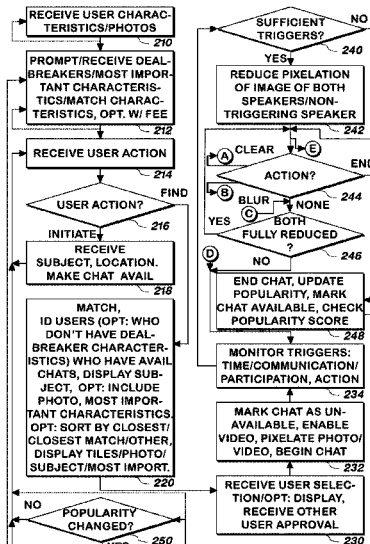 RECEIVE USER CHARAC-
TERISTICS/PHOTOS
210
PROMPT/RECEIVE DEAL-
BREAKERS/MOST IMPOR-
TANT CHARACTERIS-
TICS/MATCH CHARAC-
TERISTICS, OPT. W/ FEE
212
RECEIVE USER ACTION
214
USER ACTION?
FIND
216
INITIATE
RECEIVE
SUBJECT, LOCATION.
MAKE CHAT AVAIL
218
MATCH,
ID USERS (OPT: WHO
DON'T HAVE DEAL-
BREAKER CHARACTER-
ISTICS) WHO HAVE AVAIL
CHATS, DISPLAY SUB-
JECT, OPT: INCLUDE
PHOTO, MOST IMPOR-
TANT CHARACTERISTICS.
OPT: SORT BY CLOSEST/
CLOSEST MATCH/OTHER,
DISPLAY TILES/PHOTO/
SUBJECT/MOST IMPORT.
220
NO
POPULARITY
CHANGED?
250
YES
SUFFICIENT
TRIGGERS?
NO
240
YES
REDUCE PIXELATION
OF IMAGE OF BOTH
SPEAKERS/NON-
TRIGGERING SPEAKER
242
A
CLEAR
E
END
ACTION?
B
244
BLUR
NONE
C
YES
BOTH
FULLY REDUCED
?
246
D
NO
END CHAT, UPDATE
POPULARITY, MARK
CHAT AVAILABLE, CHECK
POPULARITY SCORE
248
MONITOR TRIGGERS:
TIME/COMMUNICATION/
PARTICIPATION, ACTION
234
MARK CHAT AS UN-
AVAILABLE, ENABLE
VIDEO, PIXELATE PHOTO/
VIDEO, BEGIN CHAT
232
RECEIVE USER SELEC-
TION/OPT: DISPLAY,
RECEIVE OTHER
USER APPROVAL
230